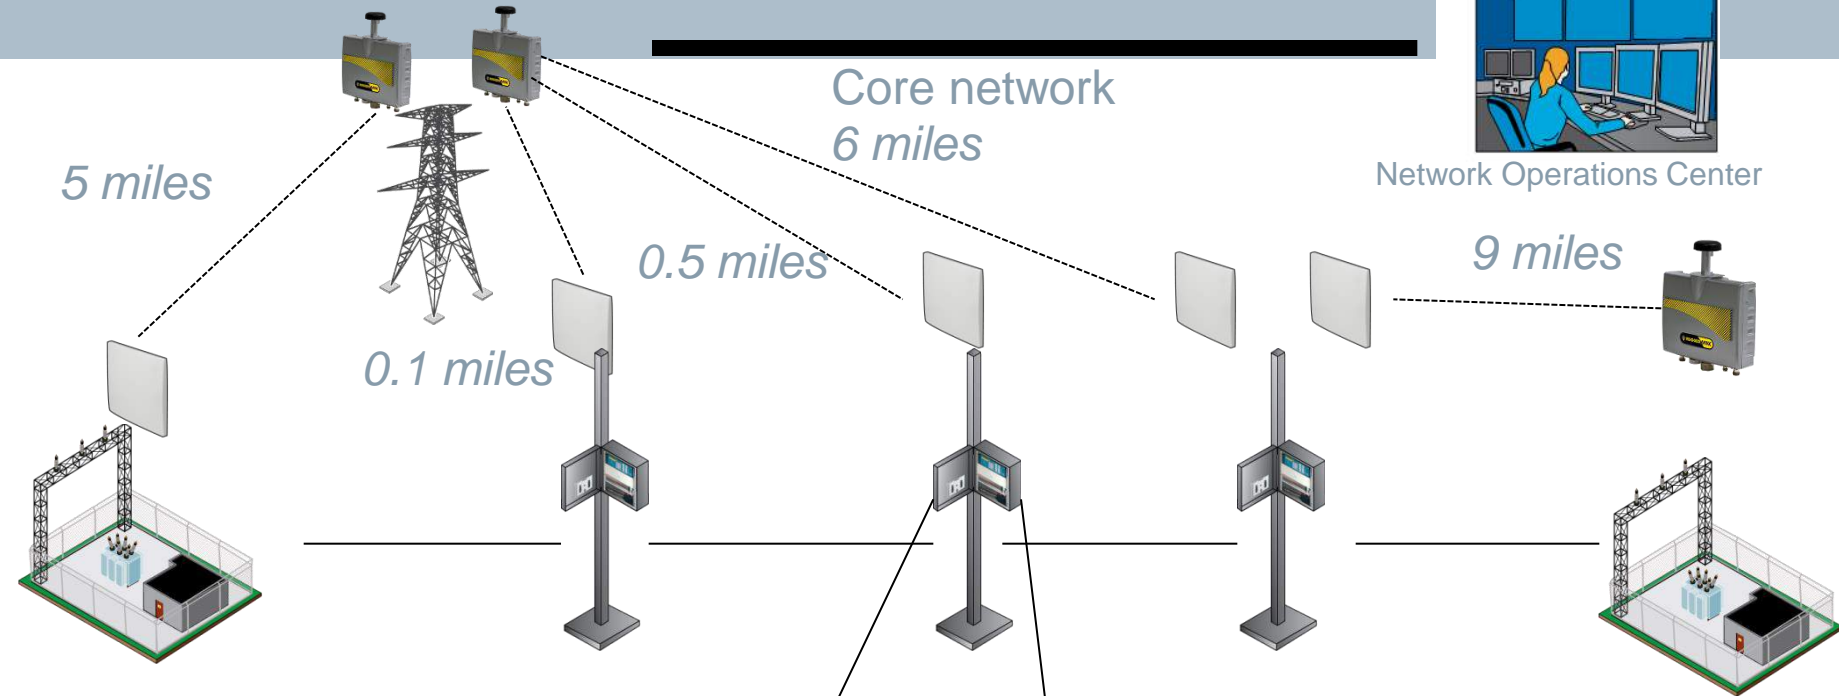 Core network
6 miles
Network Operations Center
5 miles
0.5 miles
9 miles
0.1 miles